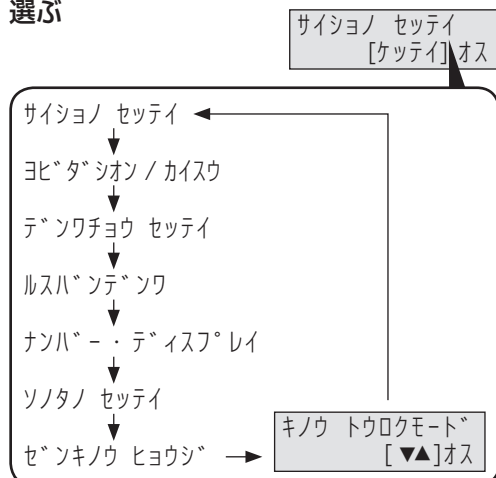 選ぶ
サイショノ セッテイ
[ケッテイ]オス
サイショノ セッテイ
ヨビダシオン / カイスウ
デンワチョウ セッテイ
ルスバンデンワ
ナンバー・ディスプレイ
ソノタノ セッテイ
ゼンキノウ ヒョウジ
キノウ トウロクモード
[▼▲]オス